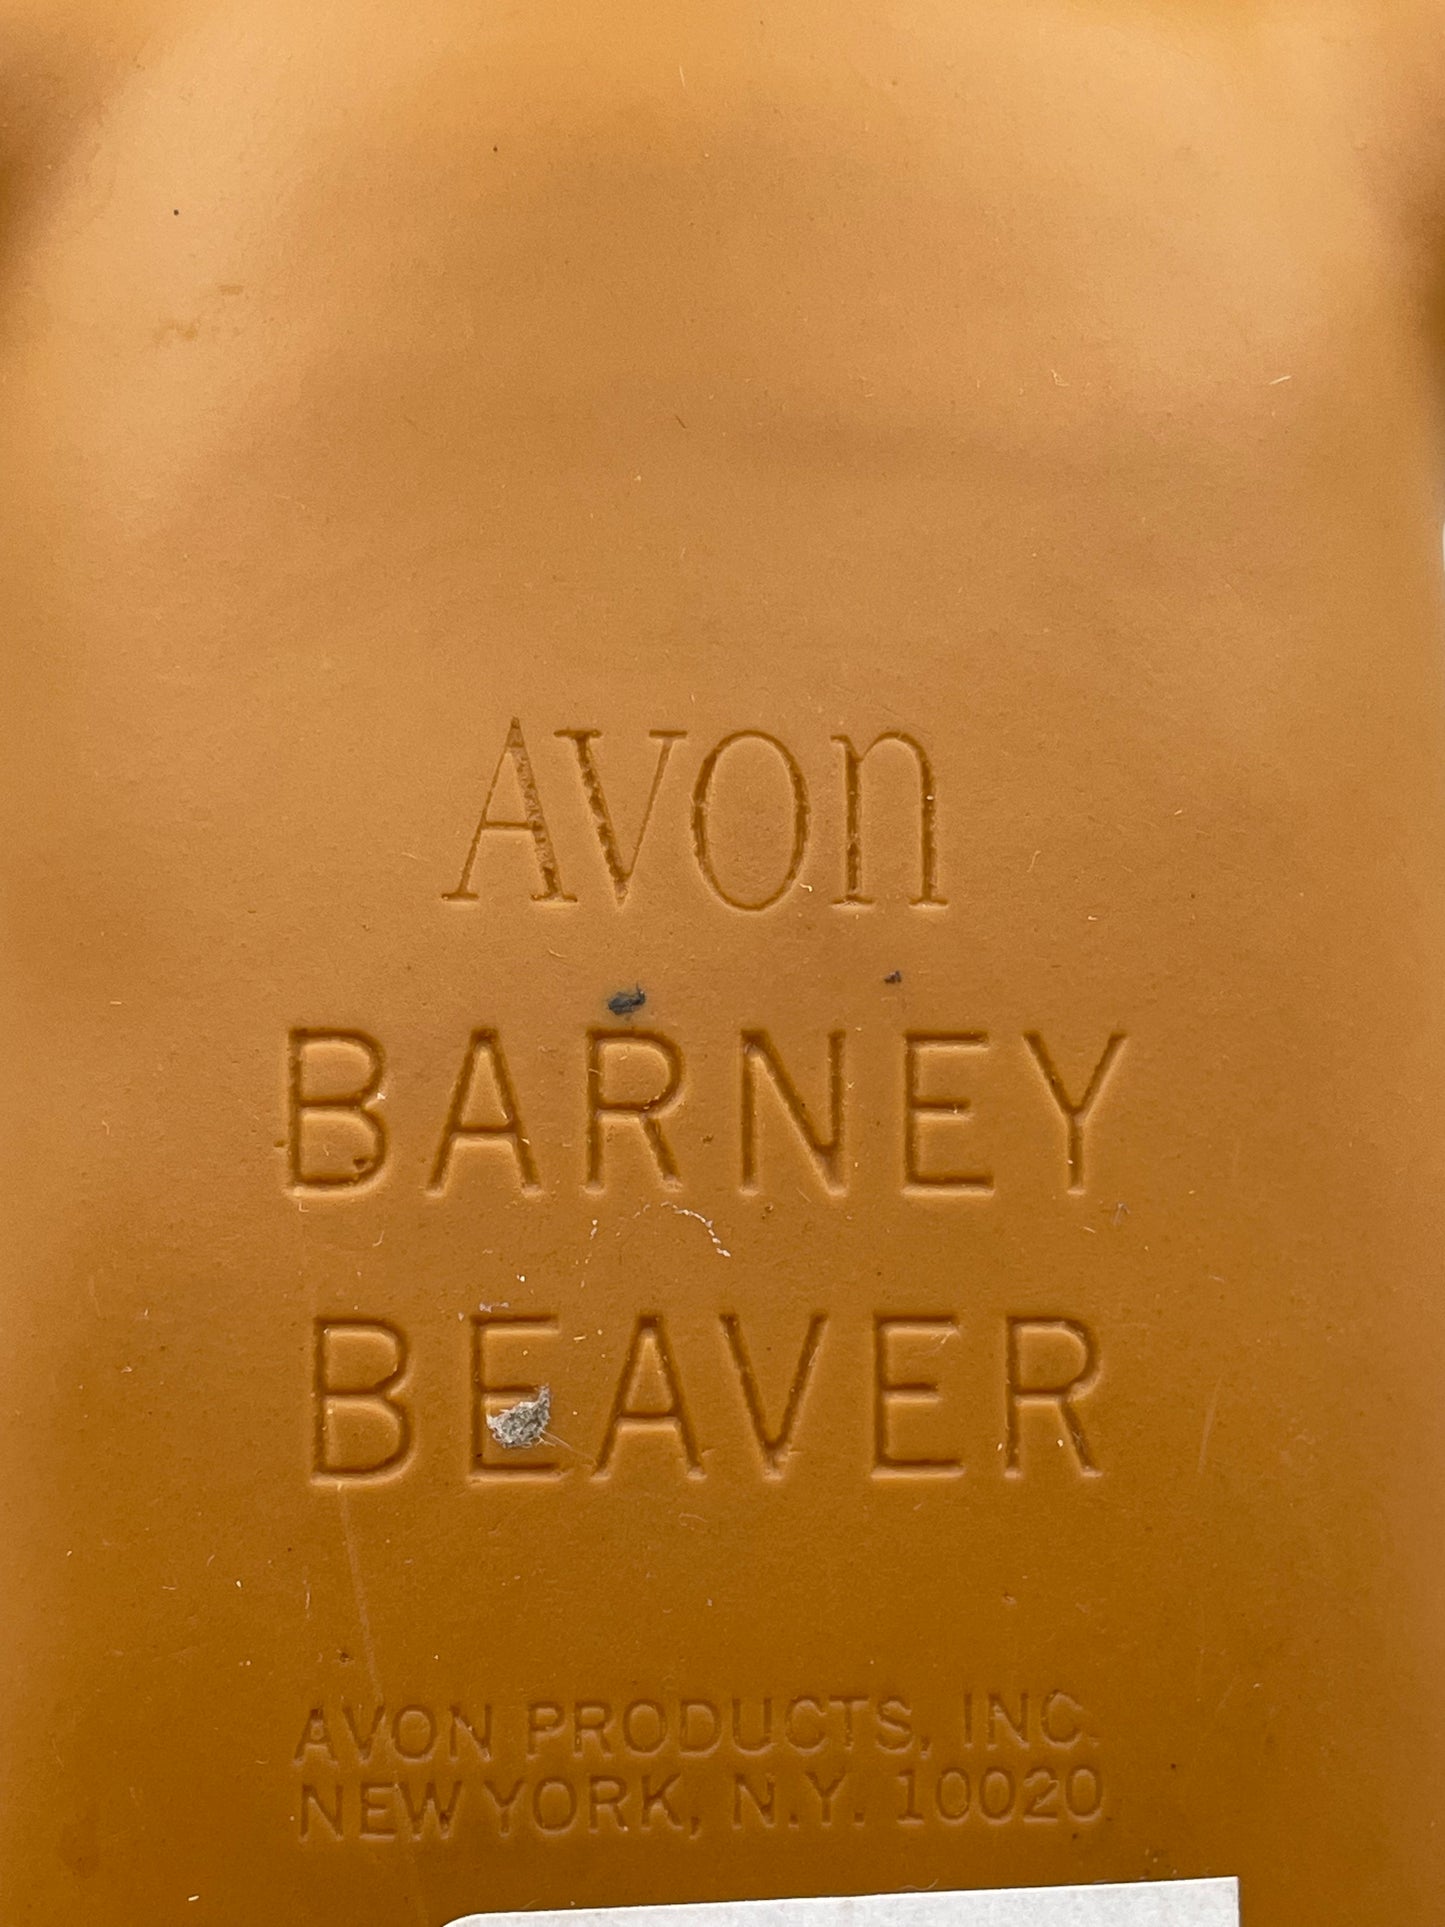 Avon
BARNEY
BEAVER
AVON PRODUCTS, INC.
NEW YORK, N.Y. 10020